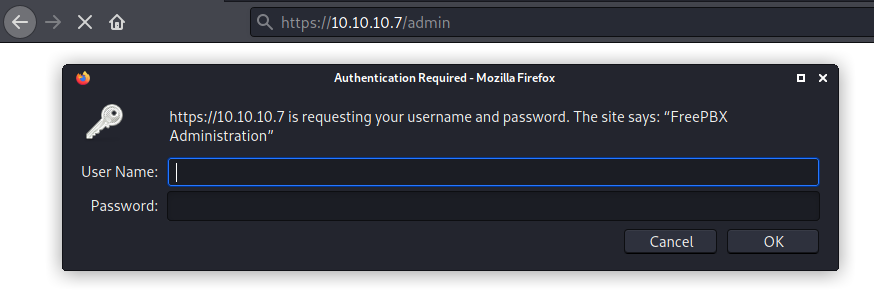 https://10.10.10.7/admin
Authentication Required - Mozilla Firefox
https://10.10.10.7 is requesting your username and password. The site says: “FreePBX
Administration”
User Name:
Password:
Cancel OK